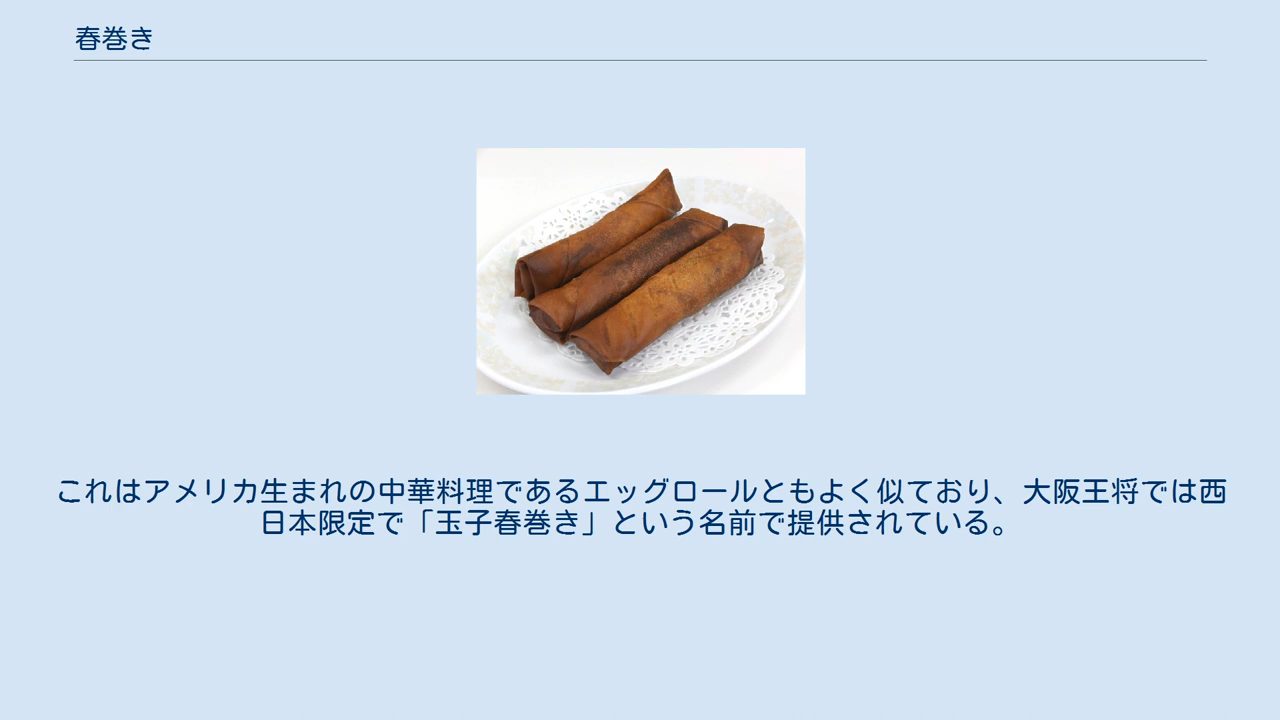 春巻き
これはアメリカ生まれの中華料理であるエッグロールともよく似ており、大阪王将では西
日本限定で「玉子春巻き」という名前で提供されている。